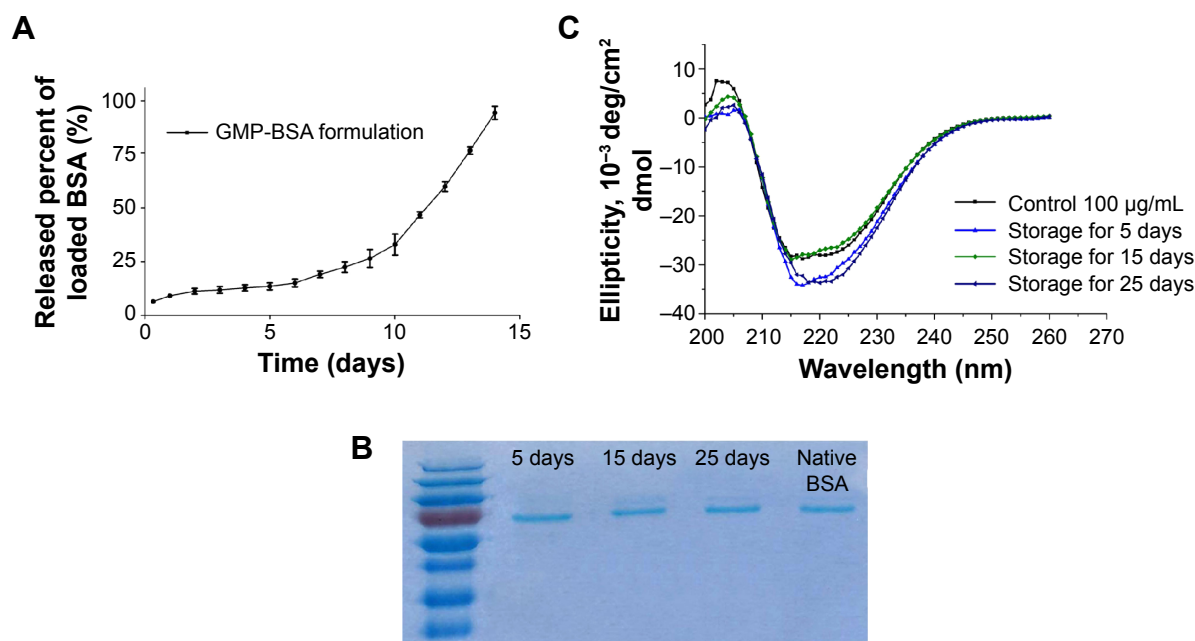 A
Released percent of
loaded BSA (%)
100
75
50
25
0
GMP-BSA formulation
0
5
10
15
Time (days)
C
Ellipticity, 10⁻³ deg/cm²
dmol
10
0
–10
–20
–30
–40
Control 100 µg/mL
Storage for 5 days
Storage for 15 days
Storage for 25 days
200
210
220
230
240
250
260
270
Wavelength (nm)
B
5 days
15 days
25 days
Native
BSA